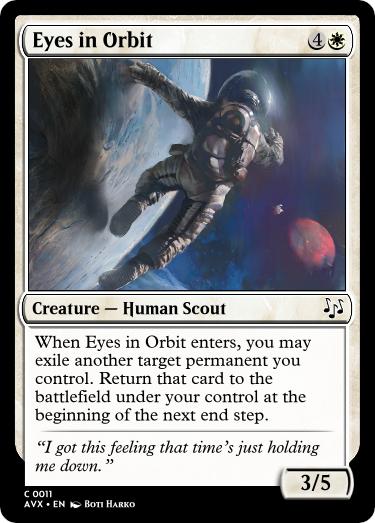 Eyes in Orbit 4
Creature — Human Scout
When Eyes in Orbit enters, you may
exile another target permanent you
control. Return that card to the
battlefield under your control at the
beginning of the next end step.
“I got this feeling that time’s just holding
me down.”
3/5
C 0011
AVX • EN Boti Harko